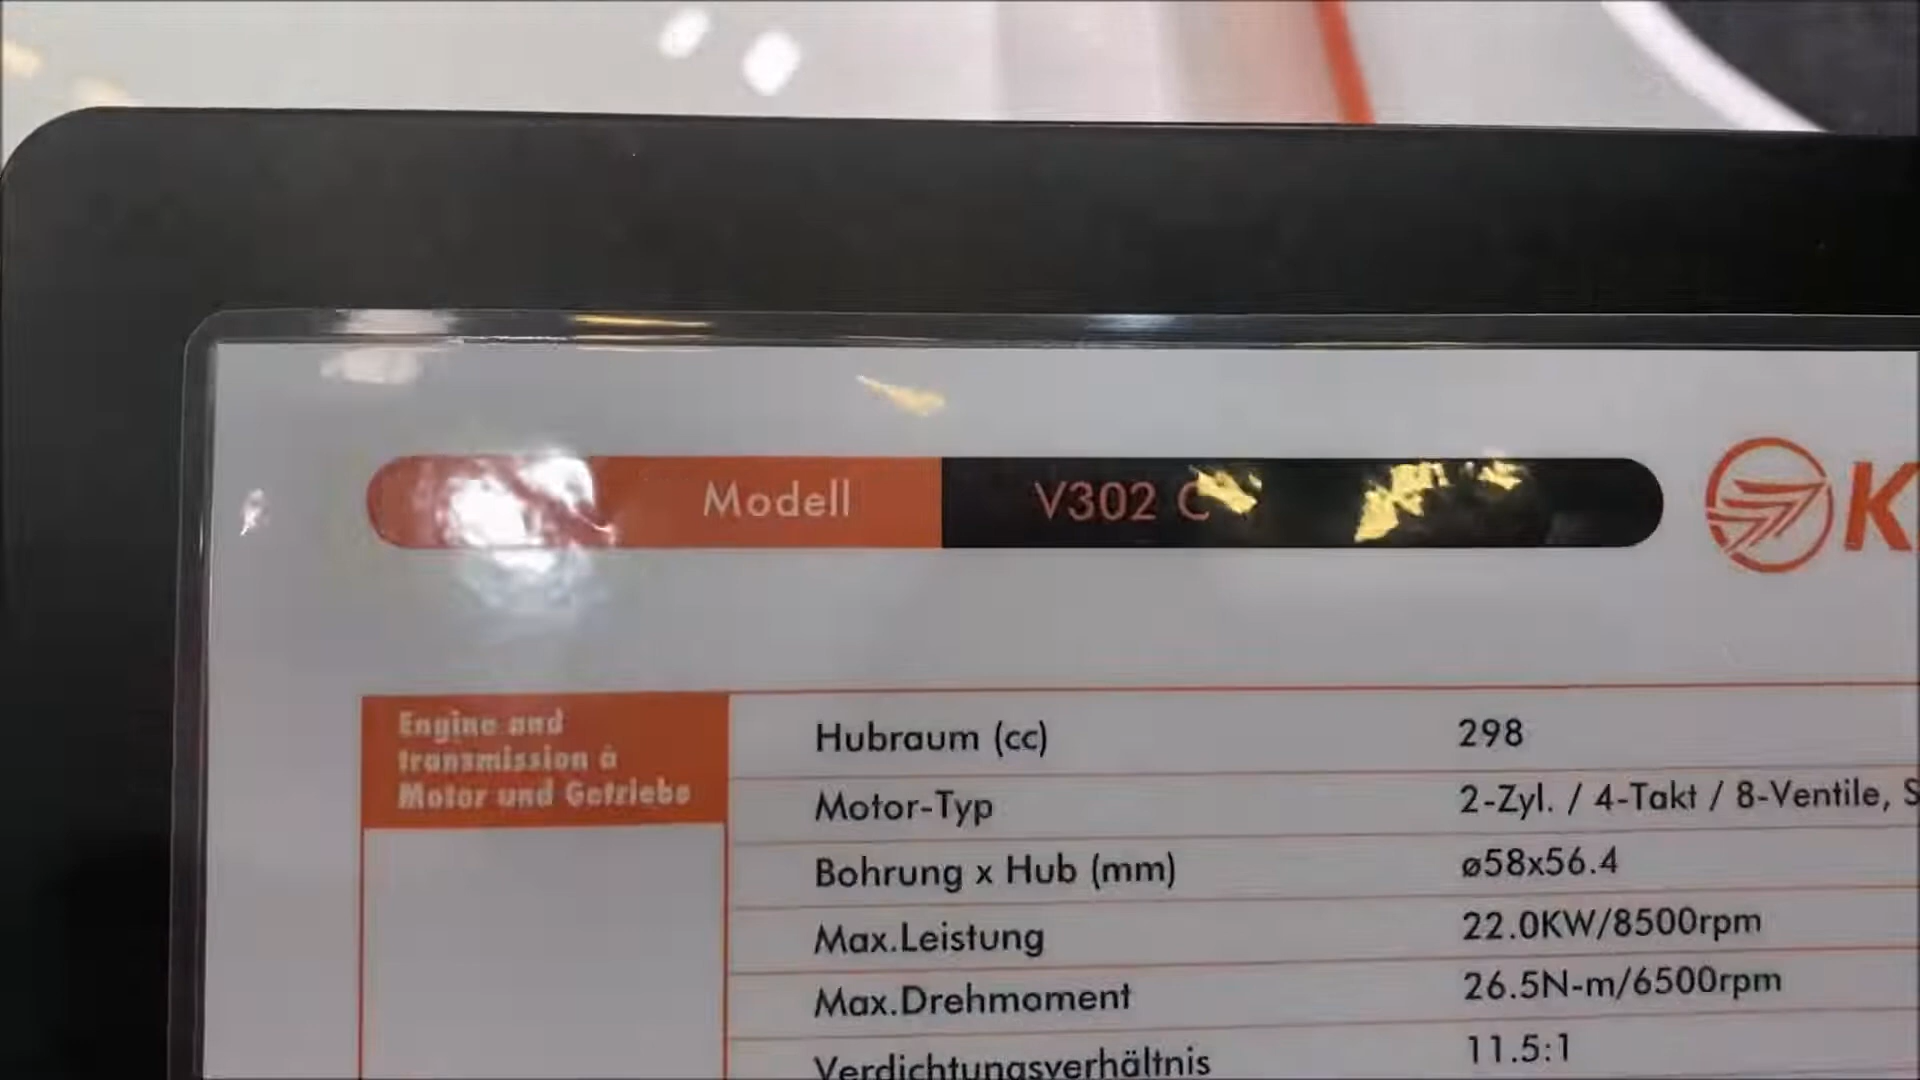 Modell V302 C
Engine and
transmission à
Motor und Getriebe
Hubraum (cc) 298
Motor-Typ 2-Zyl. / 4-Takt / 8-Ventile,
Bohrung x Hub (mm) ø58x56.4
Max.Leistung 22.0KW/8500rpm
Max.Drehmoment 26.5N-m/6500rpm
Verdichtungsverhältnis 11.5:1